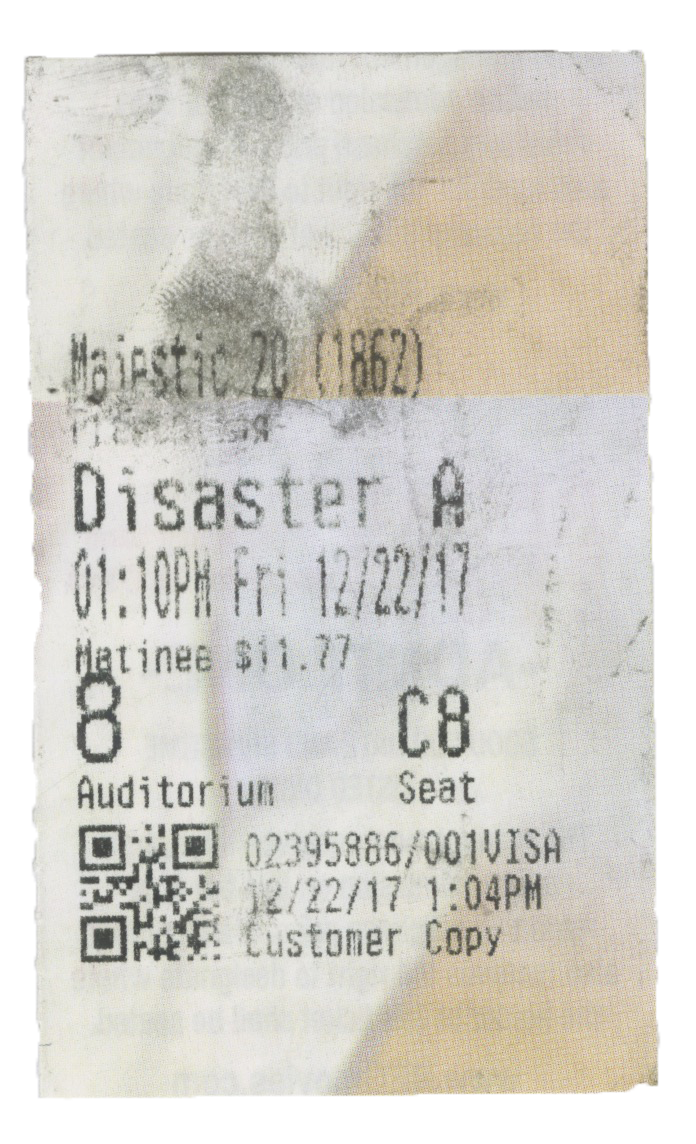 Majestic 20 (1862)
Disaster A
01:10PM Fri 12/22/17
Matinee $11.77
8 C8
Auditorium Seat
02395886/001VISA
12/22/17 1:04PM
Customer Copy